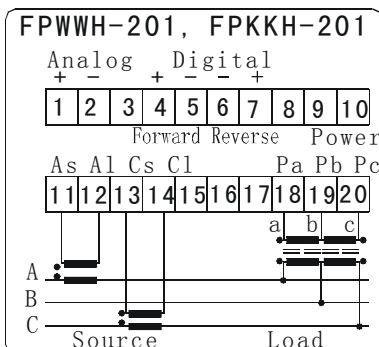 FPWWH-201, FPKKH-201
Analog Digital
+ - + - - +
1 2 3 4 5 6 7 8 9 10
Forward Reverse Power
As Al Cs Cl Pa Pb Pc
11 12 13 14 15 16 17 18 19 20
a b c
A
B
C
Source Load